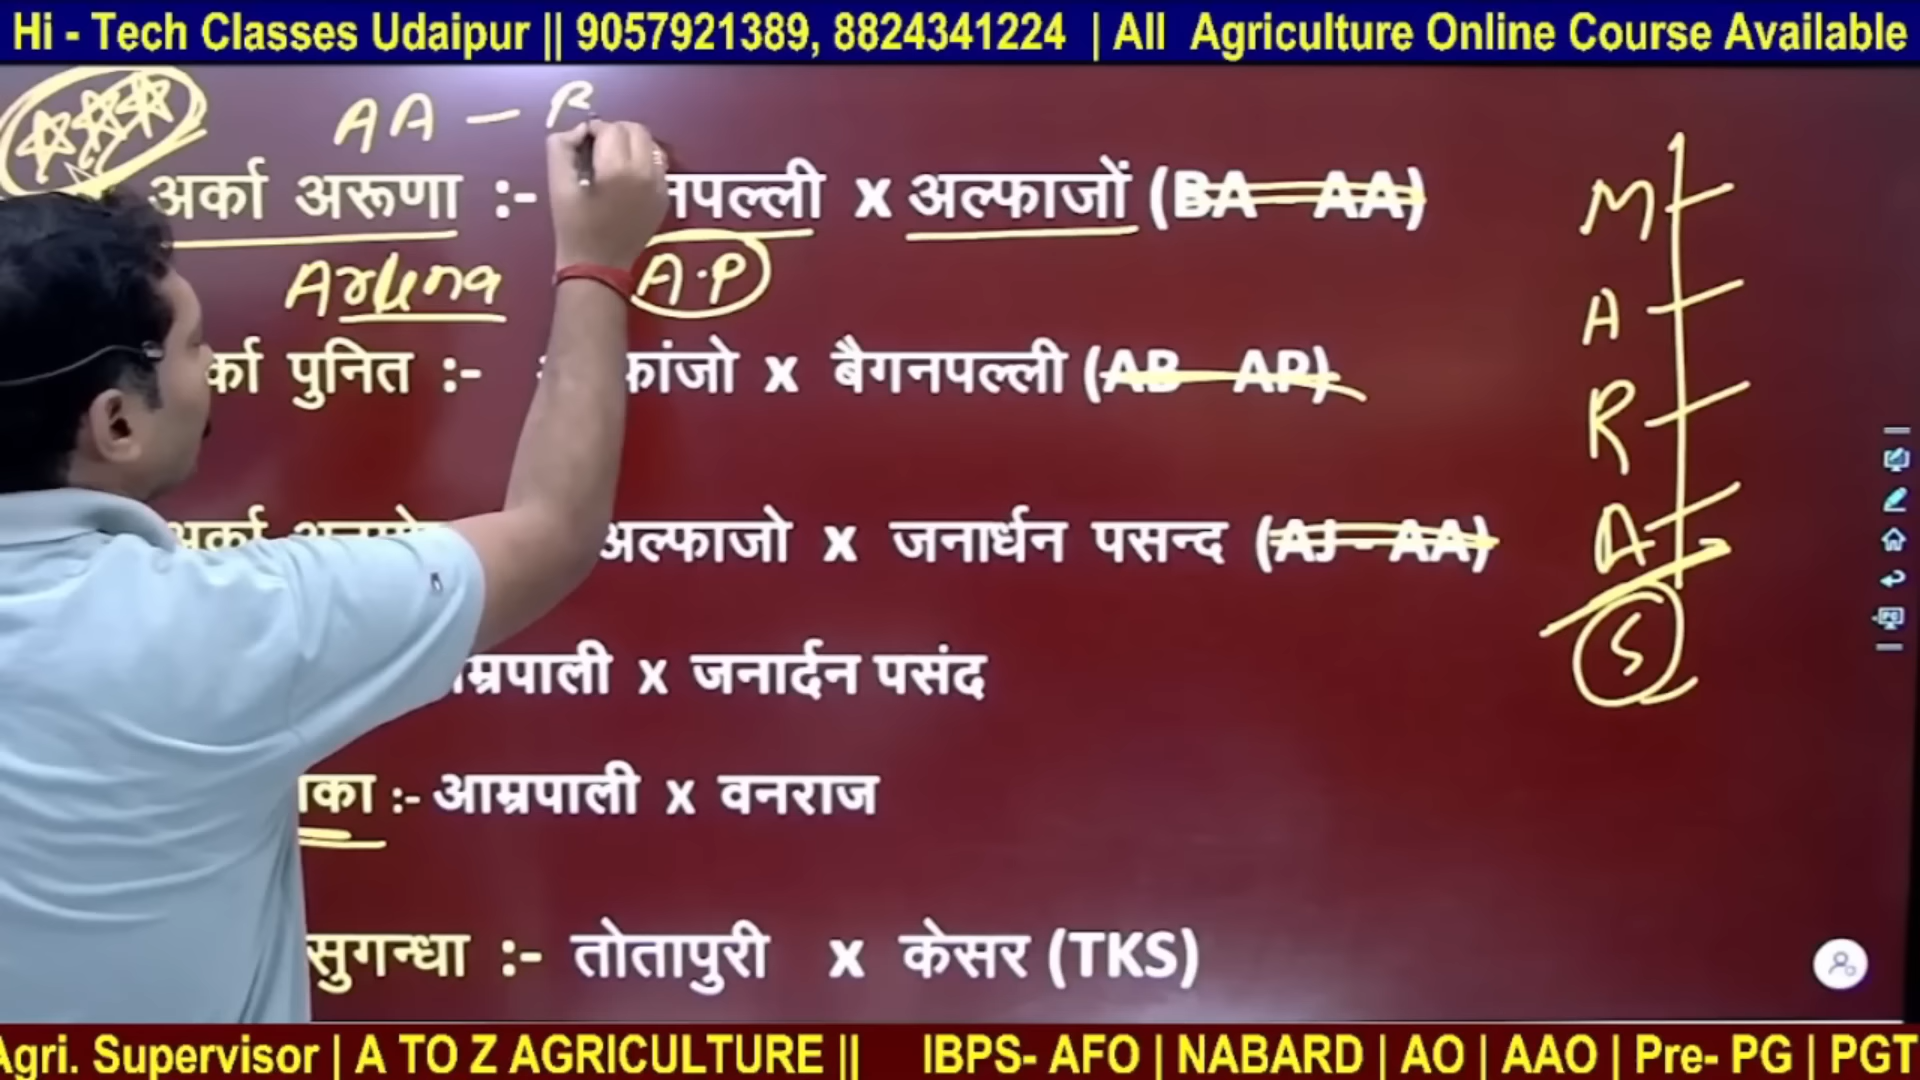 Hi - Tech Classes Udaipur || 9057921389, 8824341224 | All Agriculture Online Course Available
AA -
अर्का अरूणा :- नपल्ली x अल्फाजों (BA AA)
Aruna A.P
M
A
R
A
S
र्का पुनित :- कांजो x बैगनपल्ली (AB AP)
अर्का अल्फाजो x जनार्धन पसन्द (AJ - AA)
म्रपाली x जनार्दन पसंद
िका :- आम्रपाली x वनराज
सुगन्धा :- तोतापुरी x केसर (TKS)
Agri. Supervisor | A TO Z AGRICULTURE || IBPS- AFO | NABARD | AO | AAO | Pre- PG | PGT